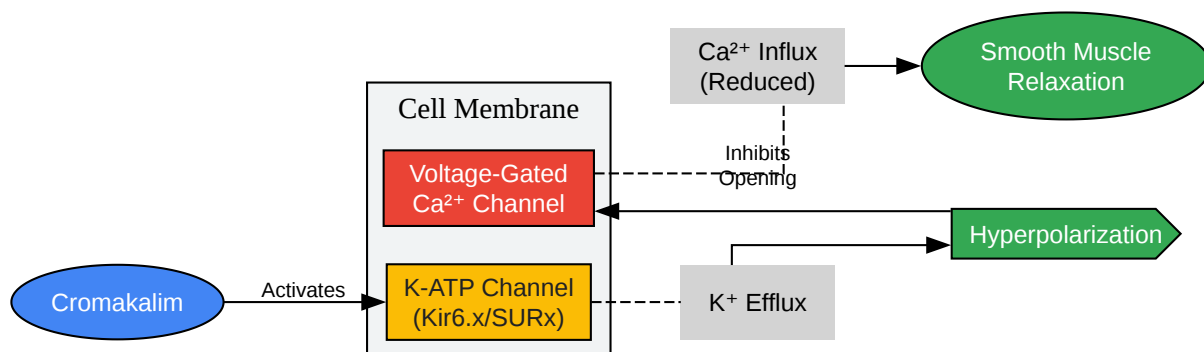 Ca²⁺ Influx
(Reduced)
Smooth Muscle
Relaxation
Cell Membrane
Voltage-Gated
Ca²⁺ Channel
Inhibits
Opening
Hyperpolarization
Cromakalim
Activates
K-ATP Channel
(Kir6.x/SURx)
K⁺ Efflux